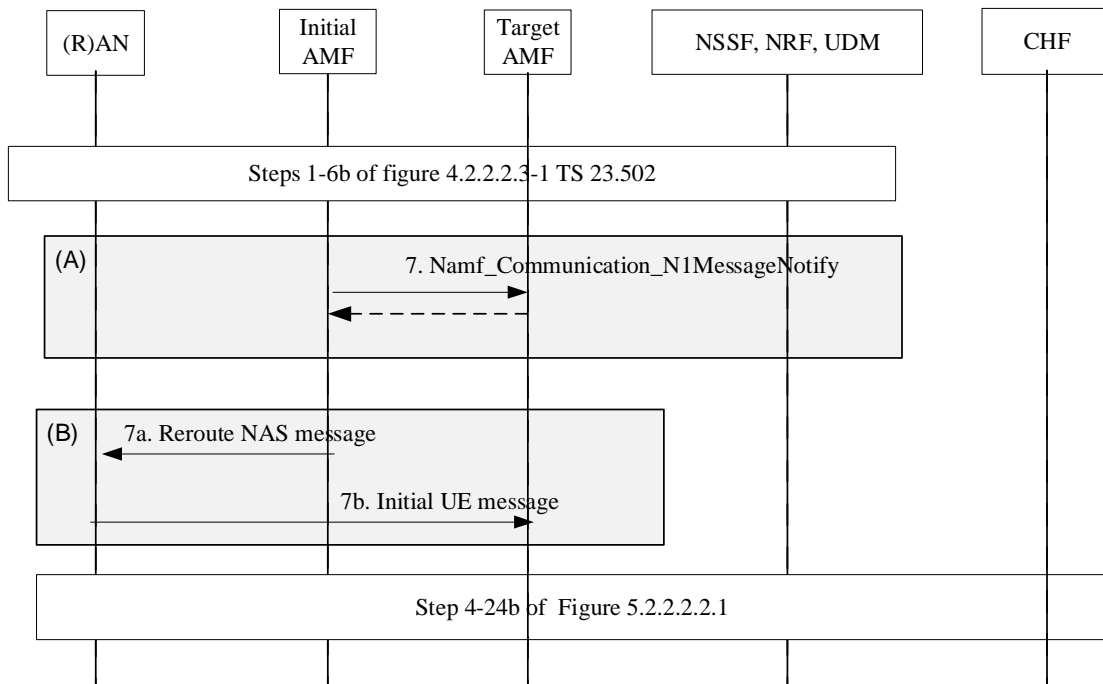 (R)AN
Initial
AMF
Target
AMF
NSSF, NRF, UDM
CHF
Steps 1-6b of figure 4.2.2.2.3-1 TS 23.502
(A)
7. Namf_Communication_N1MessageNotify
(B)
7a. Reroute NAS message
7b. Initial UE message
Step 4-24b of Figure 5.2.2.2.2.1